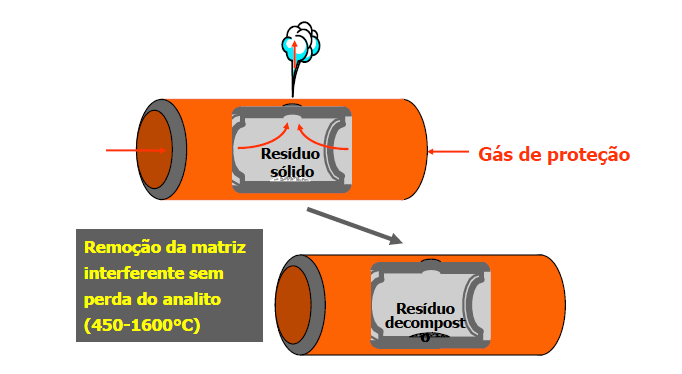 Resíduo
sólido
Gás de proteção
Remoção da matriz
interferente sem
perda do analito
(450-1600°C)
Resíduo
decompost
o